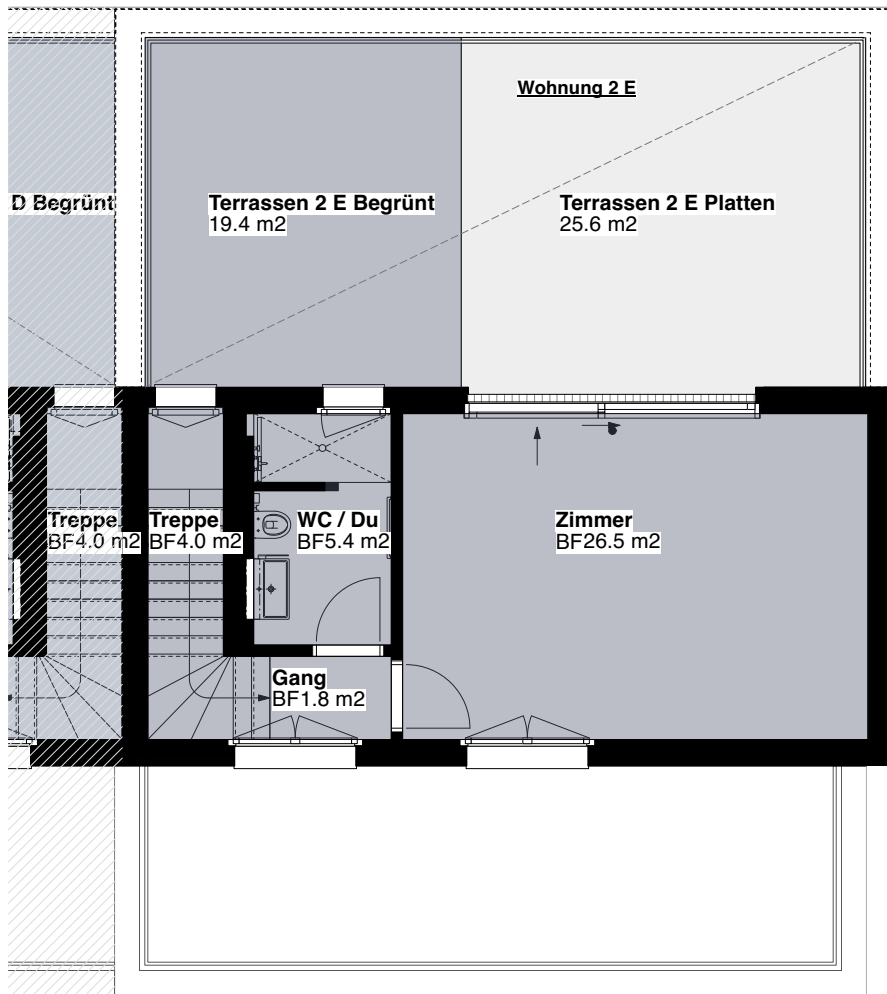 Wohnung 2 E
D Begrünt
Terrassen 2 E Begrünt
19.4 m2
Terrassen 2 E Platten
25.6 m2
Treppe
BF4.0 m2
Treppe
BF4.0 m2
WC / Du
BF5.4 m2
Zimmer
BF26.5 m2
Gang
BF1.8 m2